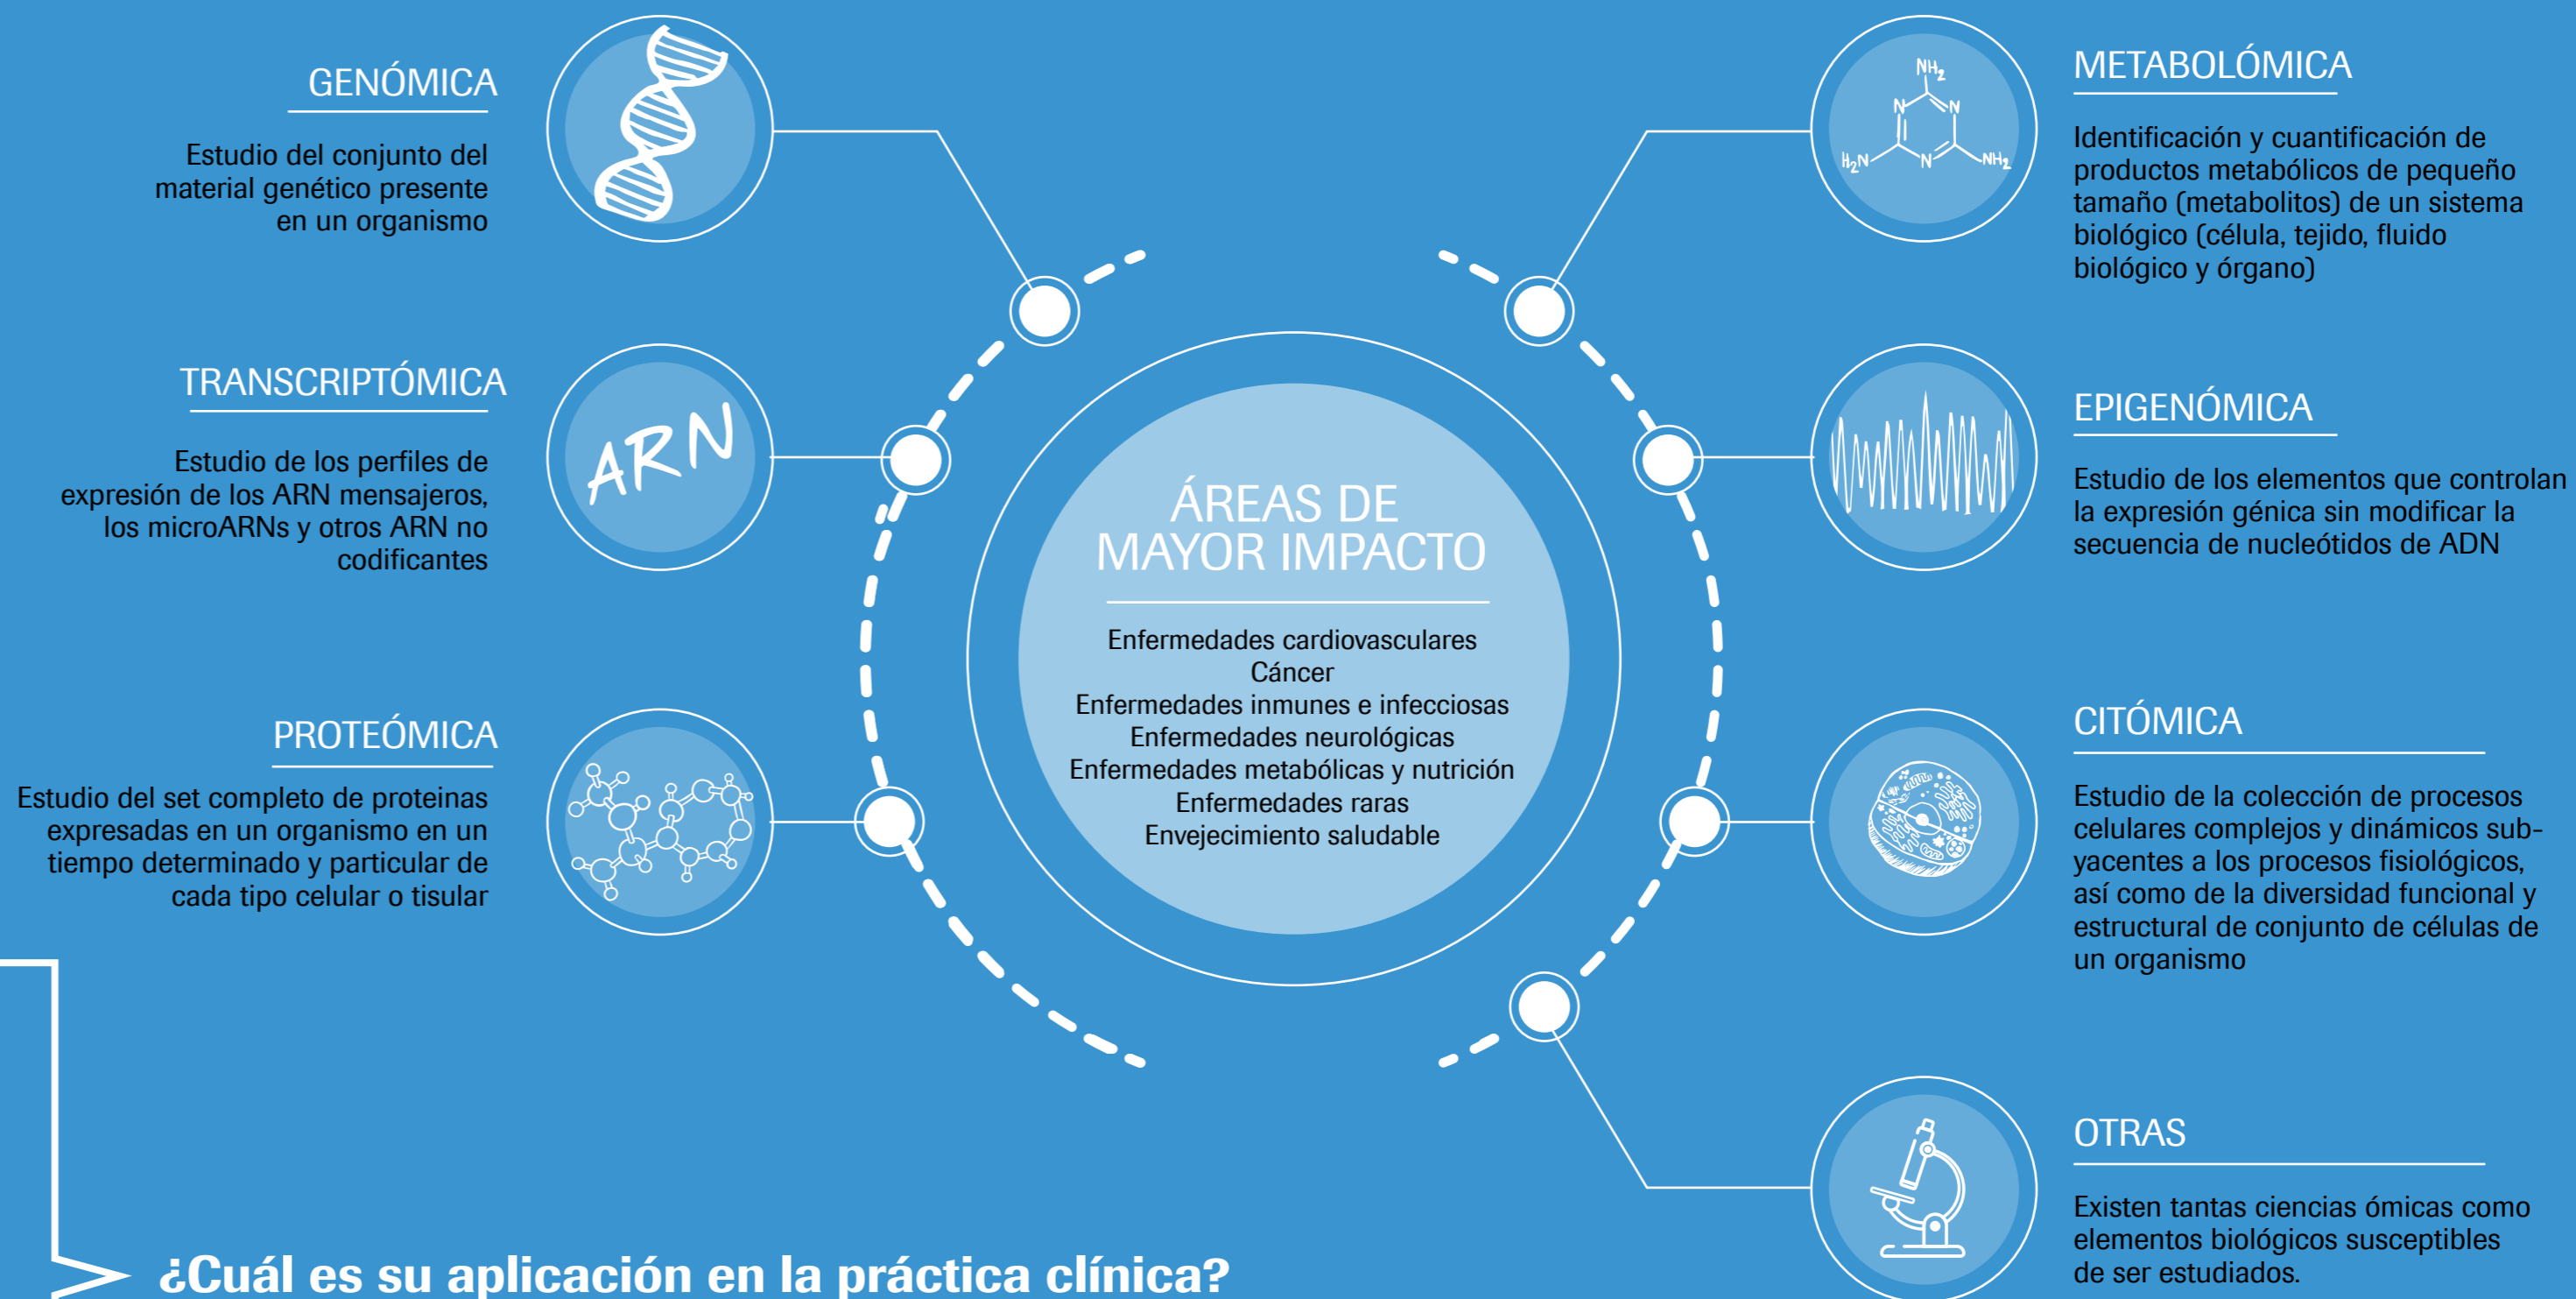 GENÓMICA
Estudio del conjunto del
material genético presente
en un organismo
TRANSCRIPTÓMICA
Estudio de los perfiles de
expresión de los ARN mensajeros,
los microARNs y otros ARN no
codificantes
ARN
PROTEÓMICA
Estudio del set completo de proteinas
expresadas en un organismo en un
tiempo determinado y particular de
cada tipo celular o tisular
ÁREAS DE
MAYOR IMPACTO
Enfermedades cardiovasculares
Cáncer
Enfermedades inmunes e infecciosas
Enfermedades neurológicas
Enfermedades metabólicas y nutrición
Enfermedades raras
Envejecimiento saludable
NH2
N N
H2N N NH2
METABOLÓMICA
Identificación y cuantificación de
productos metabólicos de pequeño
tamaño (metabolitos) de un sistema
biológico (célula, tejido, fluido
biológico y órgano)
EPIGENÓMICA
Estudio de los elementos que controlan
la expresión génica sin modificar la
secuencia de nucleótidos de ADN
CITÓMICA
Estudio de la colección de procesos
celulares complejos y dinámicos sub-
yacentes a los procesos fisiológicos,
así como de la diversidad funcional y
estructural de conjunto de células de
un organismo
OTRAS
Existen tantas ciencias ómicas como
elementos biológicos susceptibles
de ser estudiados.
¿Cuál es su aplicación en la práctica clínica?